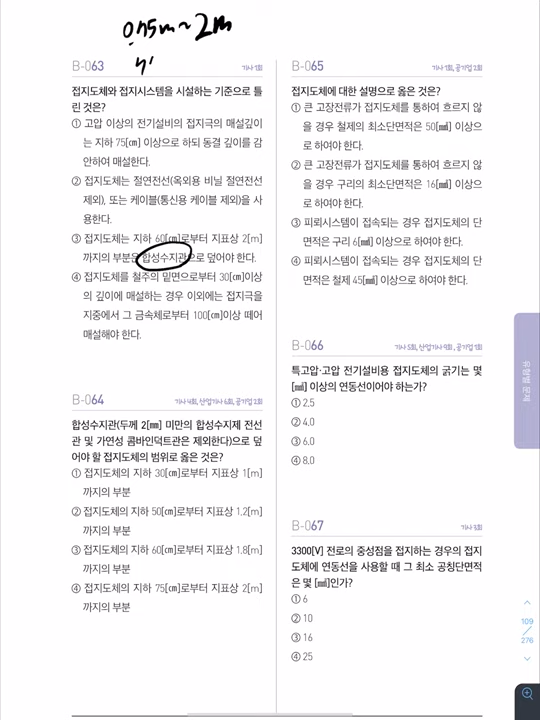 0.75m ~ 2m
B-063
기사 1회
접지도체와 접지시스템을 시설하는 기준으로 틀
린 것은?
① 고압 이상의 전기설비의 접지극의 매설깊이
는 지하 75[㎝] 이상으로 하되 동결 깊이를 감
안하여 매설한다.
② 접지도체는 절연전선(옥외용 비닐 절연전선
제외), 또는 케이블(통신용 케이블 제외)을 사
용한다.
③ 접지도체는 지하 60[㎝]로부터 지표상 2[m]
까지의 부분은 합성수지관으로 덮어야 한다.
④ 접지도체를 철주의 밑면으로부터 30[㎝]이상
의 깊이에 매설하는 경우 이외에는 접지극을
지중에서 그 금속체로부터 100[㎝]이상 떼어
매설해야 한다.
B-064
기사 4회, 산업기사 6회, 공기업 2회
합성수지관(두께 2[㎜] 미만의 합성수지제 전선
관 및 가연성 콤바인덕트관은 제외한다)으로 덮
어야 할 접지도체의 범위로 옳은 것은?
① 접지도체의 지하 30[㎝]로부터 지표상 1[m]
까지의 부분
② 접지도체의 지하 50[㎝]로부터 지표상 1.2[m]
까지의 부분
③ 접지도체의 지하 60[㎝]로부터 지표상 1.8[m]
까지의 부분
④ 접지도체의 지하 75[㎝]로부터 지표상 2[m]
까지의 부분
B-065
기사 1회, 공기업 2회
접지도체에 대한 설명으로 옳은 것은?
① 큰 고장전류가 접지도체를 통하여 흐르지 않
을 경우 철제의 최소단면적은 50[㎟] 이상으
로 하여야 한다.
② 큰 고장전류가 접지도체를 통하여 흐르지 않
을 경우 구리의 최소단면적은 16[㎟] 이상으
로 하여야 한다.
③ 피뢰시스템이 접속되는 경우 접지도체의 단
면적은 구리 6[㎟] 이상으로 하여야 한다.
④ 피뢰시스템이 접속되는 경우 접지도체의 단
면적은 철제 45[㎟] 이상으로 하여야 한다.
B-066
기사 5회, 산업기사 9회, 공기업 1회
특고압·고압 전기설비용 접지도체의 굵기는 몇
[㎟] 이상의 연동선이어야 하는가?
① 2.5
② 4.0
③ 6.0
④ 8.0
B-067
기사 5회
3300[V] 전로의 중성점을 접지하는 경우의 접지
도체에 연동선을 사용할 때 그 최소 공칭단면적
은 몇 [㎟]인가?
① 6
② 10
③ 16
④ 25
유형별 문제
109
276